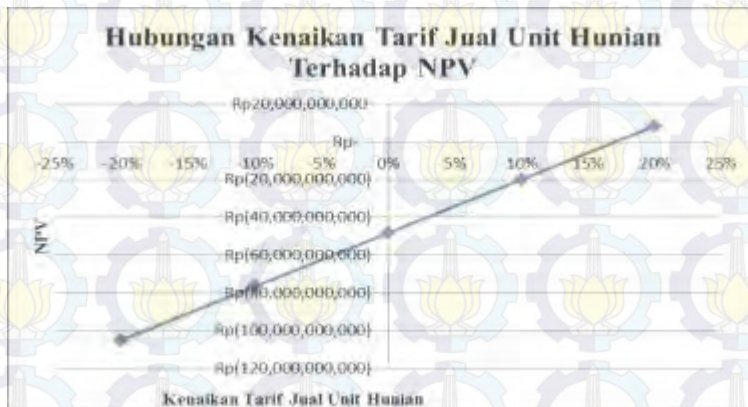 Hubungan Kenaikan Tarif Jual Unit Hunian
Terhadap NPV
Rp20,000,000,000
Rp-
-25% -20% -15% -10% -5% 0% 5% 10% 15% 20% 25%
Rp(20,000,000,000)
Rp(40,000,000,000)
NPV
Rp(60,000,000,000)
Rp(80,000,000,000)
Rp(100,000,000,000)
Rp(120,000,000,000)
Kenaikan Tarif Jual Unit Hunian